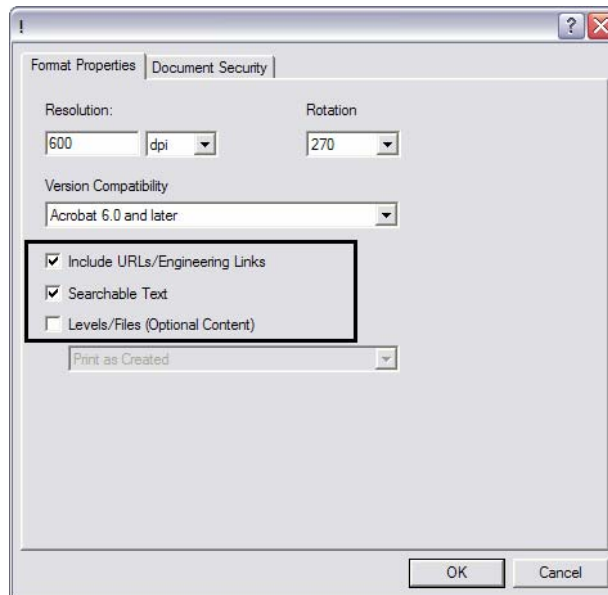 !
Format Properties Document Security
Resolution: Rotation
600 dpi 270
Version Compatibility
Acrobat 6.0 and later
Include URLs/Engineering Links
Searchable Text
Levels/Files (Optional Content)
Print as Created
OK Cancel